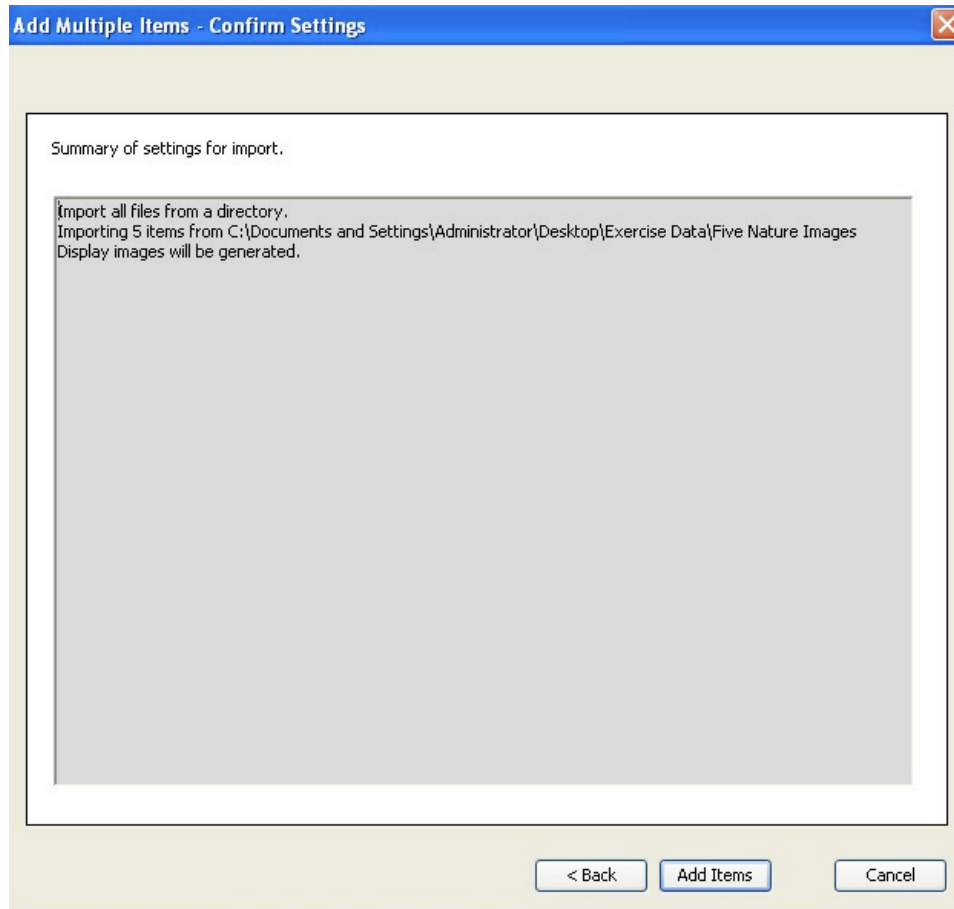 Add Multiple Items - Confirm Settings
Summary of settings for import.
Import all files from a directory.
Importing 5 items from C:\Documents and Settings\Administrator\Desktop\Exercise Data\Five Nature Images
Display images will be generated.
< Back
Add Items
Cancel